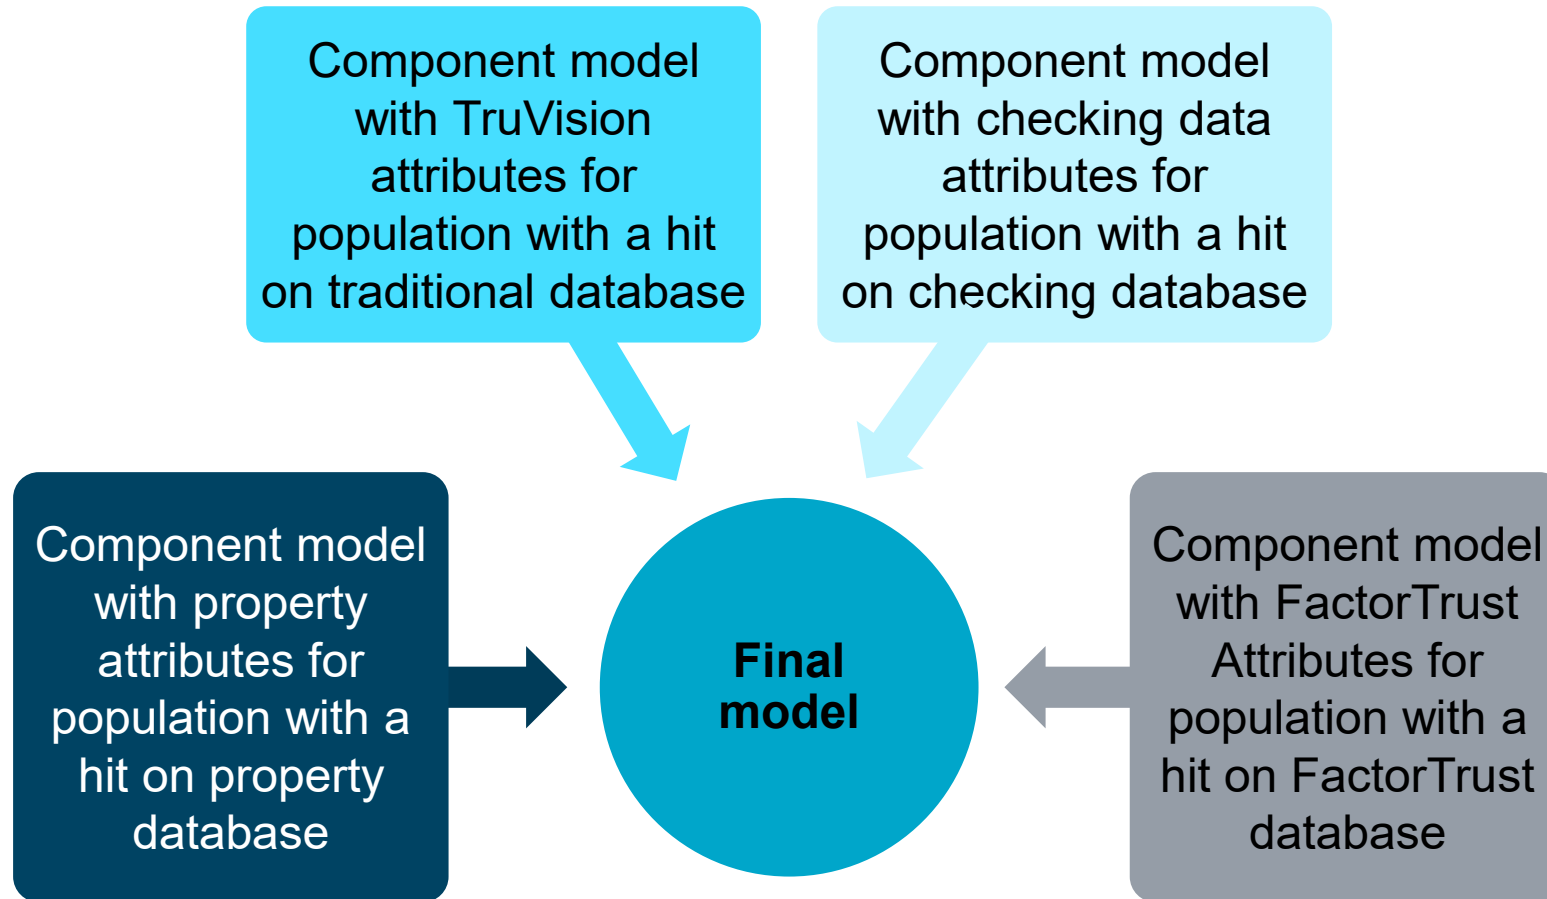 Component model
with TruVision
attributes for
population with a hit
on traditional database
Component model
with checking data
attributes for
population with a hit
on checking database
Component model
with property
attributes for
population with a
hit on property
database
Final
model
Component model
with FactorTrust
Attributes for
population with a
hit on FactorTrust
database